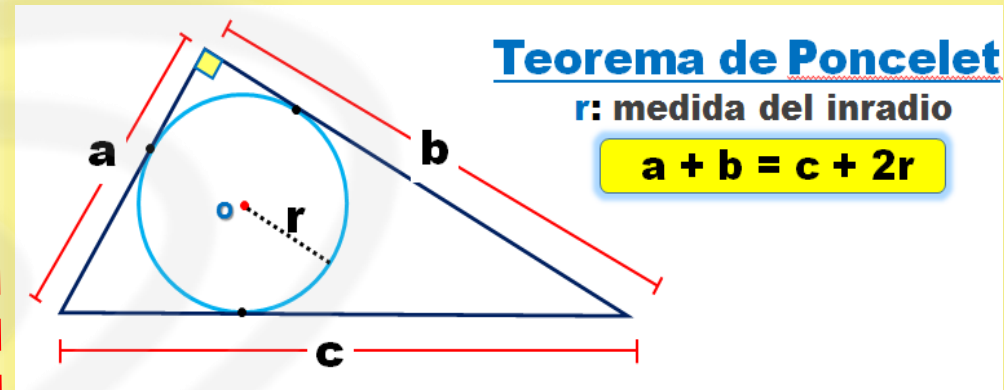 Teorema de Poncelet
r: medida del inradio
a + b = c + 2r
a
b
o
r
c